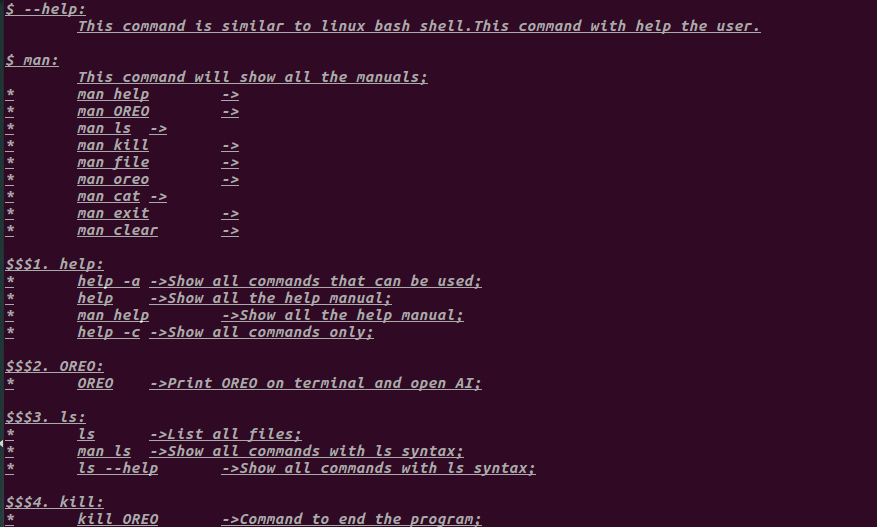 $ --help:
This command is similar to linux bash shell.This command with help the user.
$ man:
This command will show all the manuals;
* man help ->
* man OREO ->
* man ls ->
* man kill ->
* man file ->
* man oreo ->
* man cat ->
* man exit ->
* man clear ->
$$$1. help:
* help -a ->Show all commands that can be used;
* help ->Show all the help manual;
* man help ->Show all the help manual;
* help -c ->Show all commands only;
$$$2. OREO:
* OREO ->Print OREO on terminal and open AI;
$$$3. ls:
* ls ->List all files;
* man ls ->Show all commands with ls syntax;
* ls --help ->Show all commands with ls syntax;
$$$4. kill:
* kill OREO ->Command to end the program;